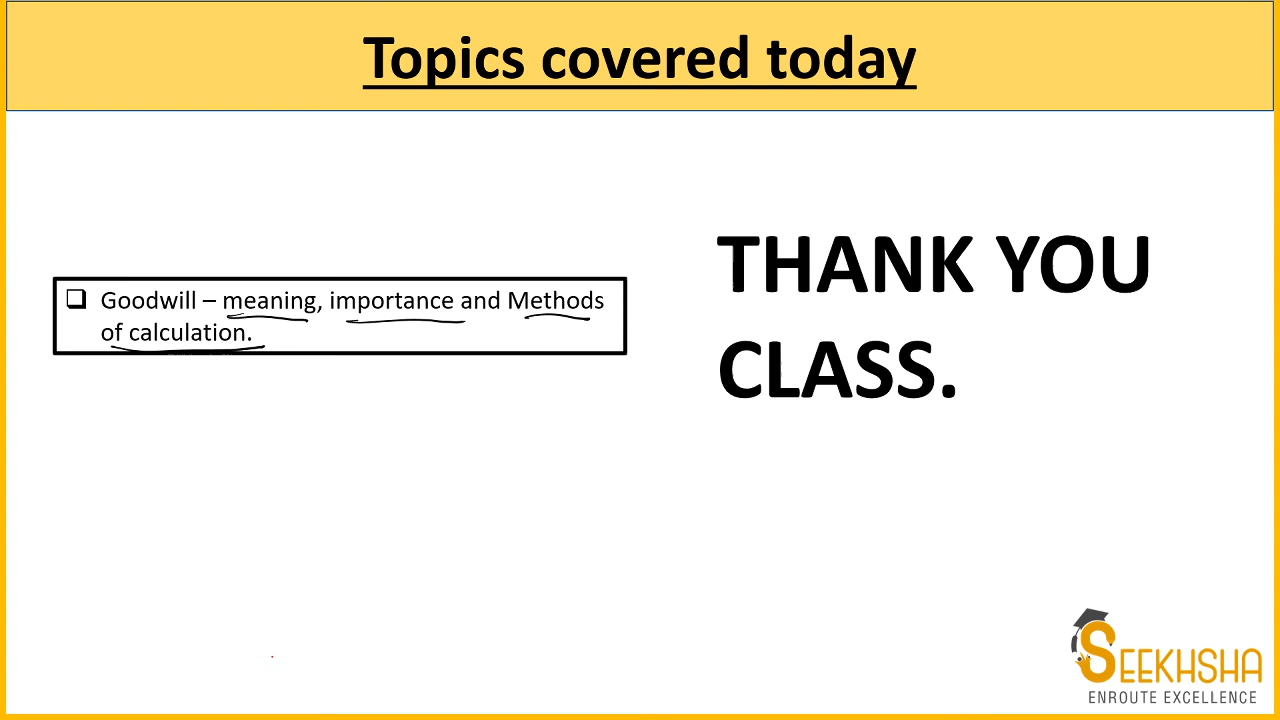 Topics covered today
❑ Goodwill – meaning, importance and Methods
of calculation.
THANK YOU
CLASS.
SEEKHSHA
ENROUTE EXCELLENCE